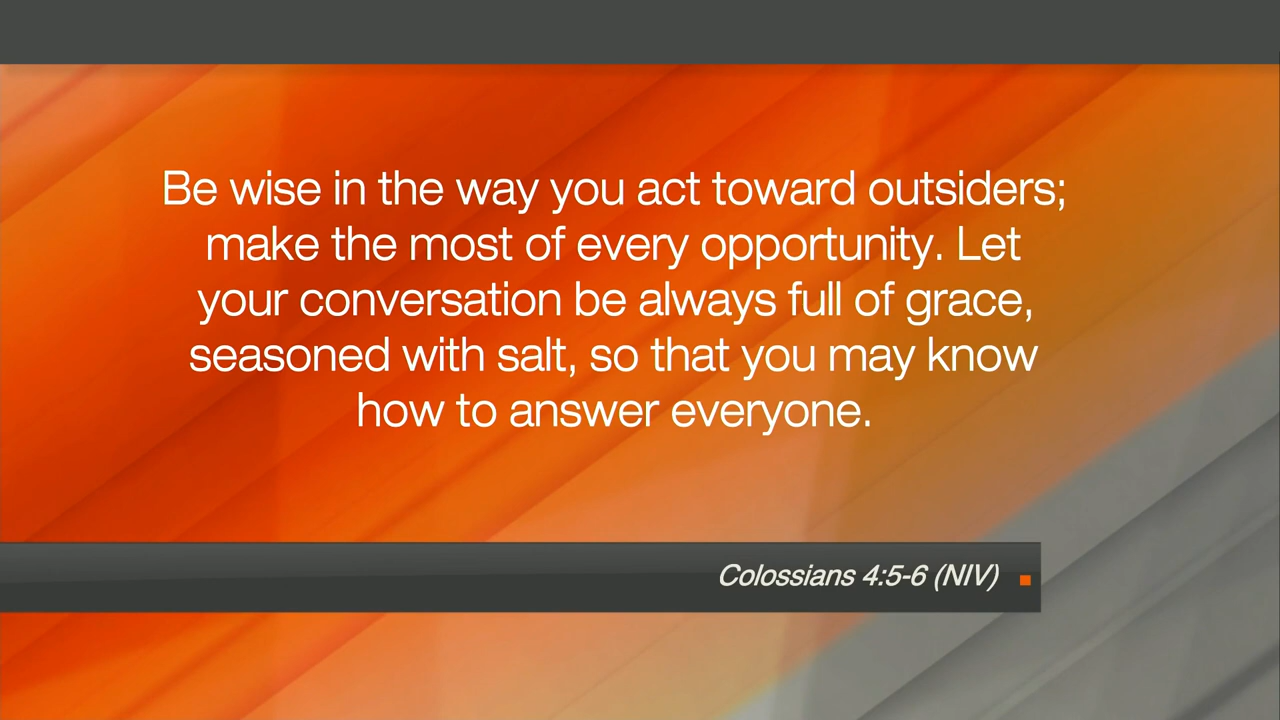 Be wise in the way you act toward outsiders;
make the most of every opportunity. Let
your conversation be always full of grace,
seasoned with salt, so that you may know
how to answer everyone.
Colossians 4:5-6 (NIV)